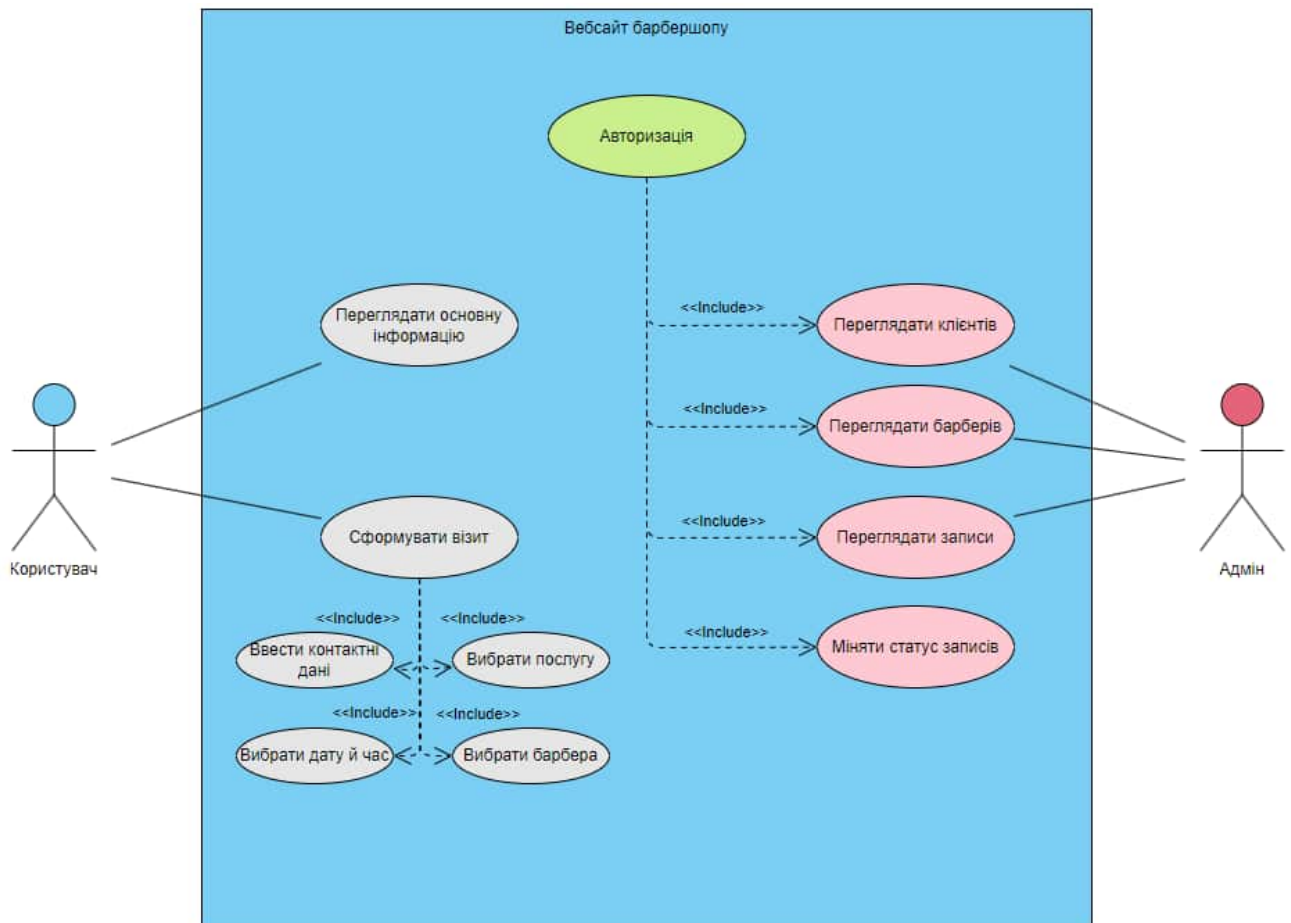 Вебсайт барбершопу
Авторизація
Переглядати основну
інформацію
<<Include>>
Переглядати клієнтів
<<Include>>
Переглядати барберів
<<Include>>
Сформувати візит
Переглядати записи
Користувач
Адмін
<<Include>>
<<Include>>
<<Include>>
Ввести контактні
дані
Вибрати послугу
Міняти статус записів
<<Include>>
<<Include>>
Вибрати дату й час
Вибрати барбера